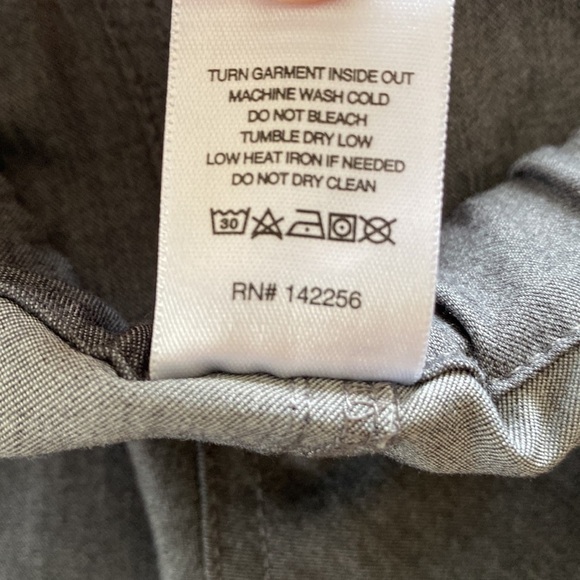 TURN GARMENT INSIDE OUT
MACHINE WASH COLD
DO NOT BLEACH
TUMBLE DRY LOW
LOW HEAT IRON IF NEEDED
DO NOT DRY CLEAN
30
RN# 142256